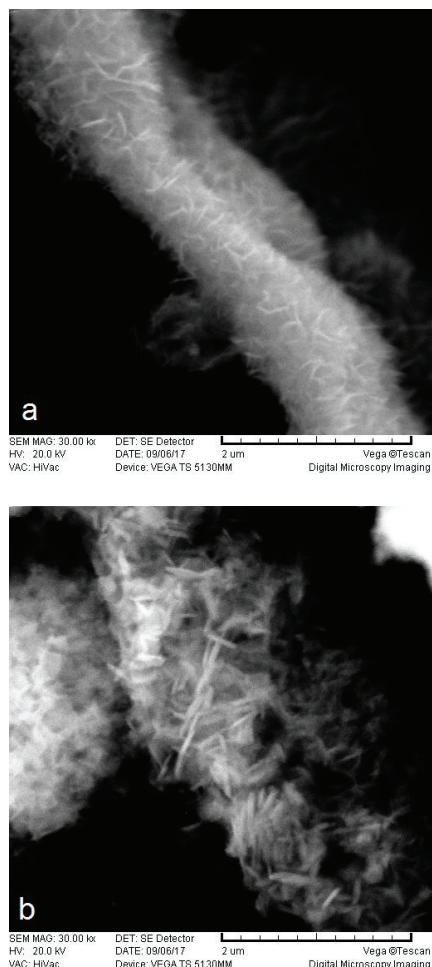 a
SEM MAG: 30.00 kx DET: SE Detector
HV: 20.0 kV DATE: 09/06/17 2 um Vega ©Tescan
VAC: HiVac Device: VEGA TS 5130MM Digital Microscopy Imaging
b
SEM MAG: 30.00 kx DET: SE Detector
HV: 20.0 kV DATE: 09/06/17 2 um Vega ©Tescan
VAC: HiVac Device: VEGA TS 5130MM Digital Microscopy Imaging